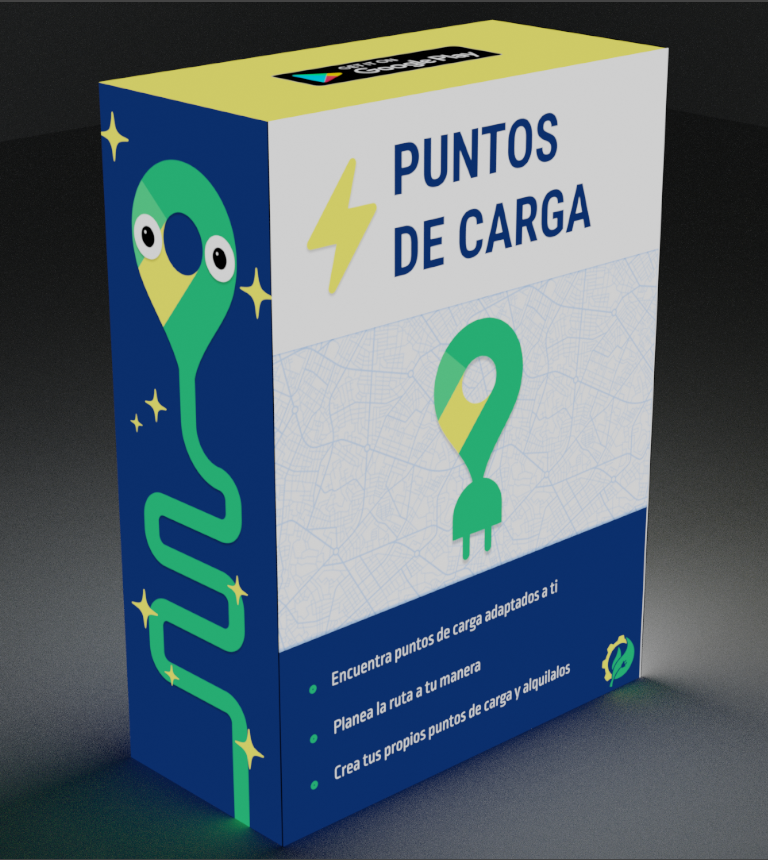 GET IT ON
Google Play
PUNTOS
DE CARGA
Encuentra puntos de carga adaptados a ti
Planea la ruta a tu manera
Crea tus propios puntos de carga y alquilalos